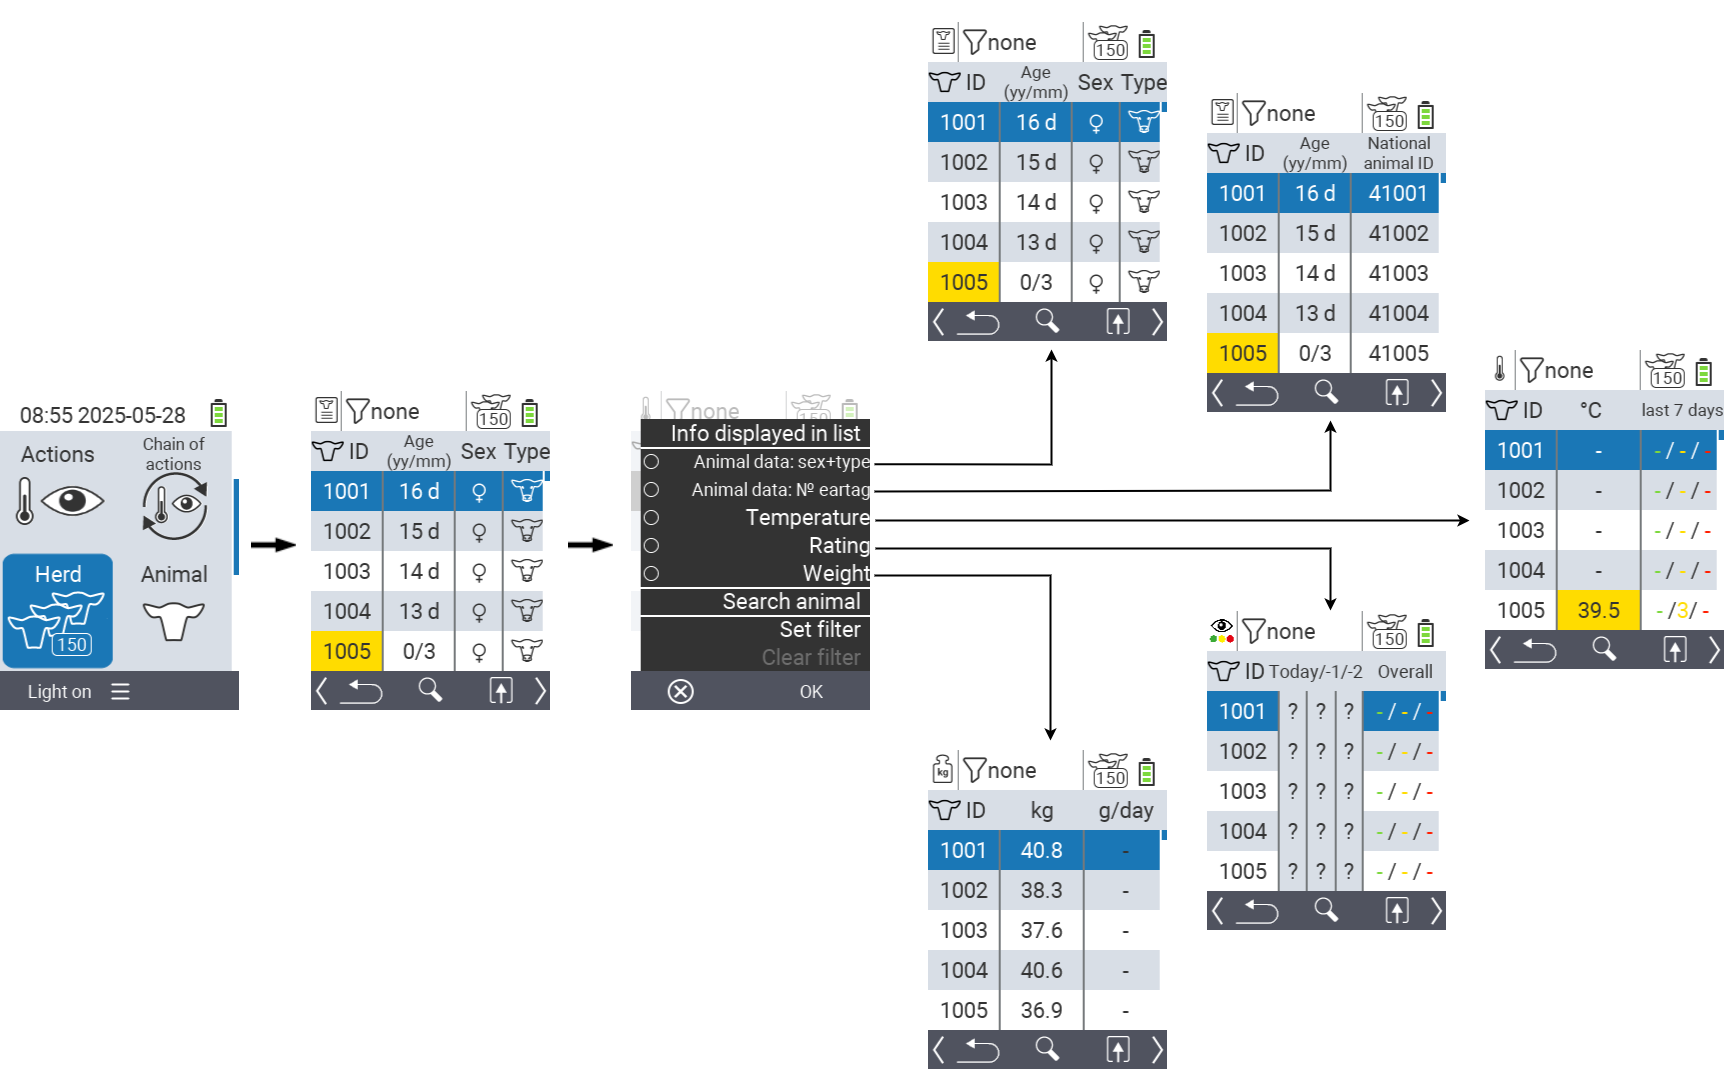 08:55 2025-05-28
Actions
Chain of
actions
Herd
150
Animal
Light on
none
150
ID
Age
(yy/mm)
Sex
Type
1001 16 d ♀
1002 15 d ♀
1003 14 d ♀
1004 13 d ♀
1005 0/3 ♀
none
150
Info displayed in list
Animal data: sex+type
Animal data: № eartag
Temperature
Rating
Weight
Search animal
Set filter
Clear filter
OK
none
150
ID
Age
(yy/mm)
Sex
Type
1001 16 d ♀
1002 15 d ♀
1003 14 d ♀
1004 13 d ♀
1005 0/3 ♀
none
150
ID
Age
(yy/mm)
National
animal ID
1001 16 d 41001
1002 15 d 41002
1003 14 d 41003
1004 13 d 41004
1005 0/3 41005
none
150
ID °C last 7 days
1001 - -/-/-
1002 - -/-/-
1003 - -/-/-
1004 - -/-/-
1005 39.5 -/3/-
none
150
ID Today/-1/-2 Overall
1001 ? ? ? -/-/-
1002 ? ? ? -/-/-
1003 ? ? ? -/-/-
1004 ? ? ? -/-/-
1005 ? ? ? -/-/-
kg
none
150
ID kg g/day
1001 40.8 -
1002 38.3 -
1003 37.6 -
1004 40.6 -
1005 36.9 -